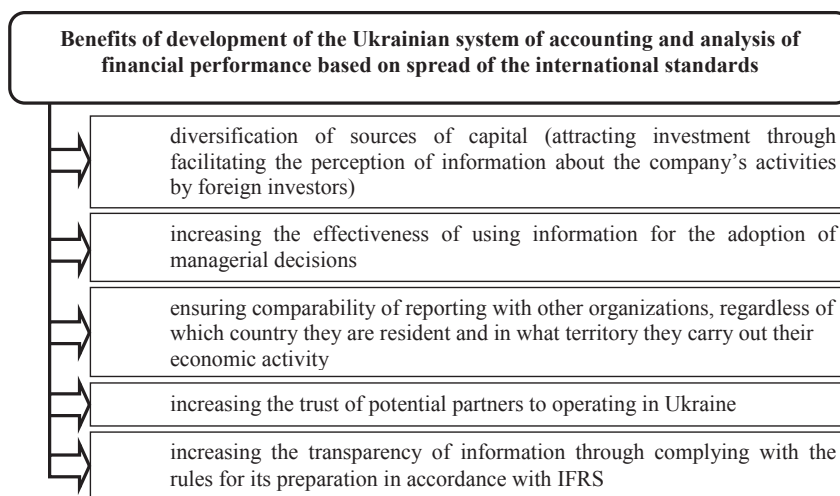 Benefits of development of the Ukrainian system of accounting and analysis of
financial performance based on spread of the international standards
diversification of sources of capital (attracting investment through
facilitating the perception of information about the company's activities
by foreign investors)
increasing the effectiveness of using information for the adoption of
managerial decisions
ensuring comparability of reporting with other organizations, regardless of
which country they are resident and in what territory they carry out their
economic activity
increasing the trust of potential partners to operating in Ukraine
increasing the transparency of information through complying with the
rules for its preparation in accordance with IFRS